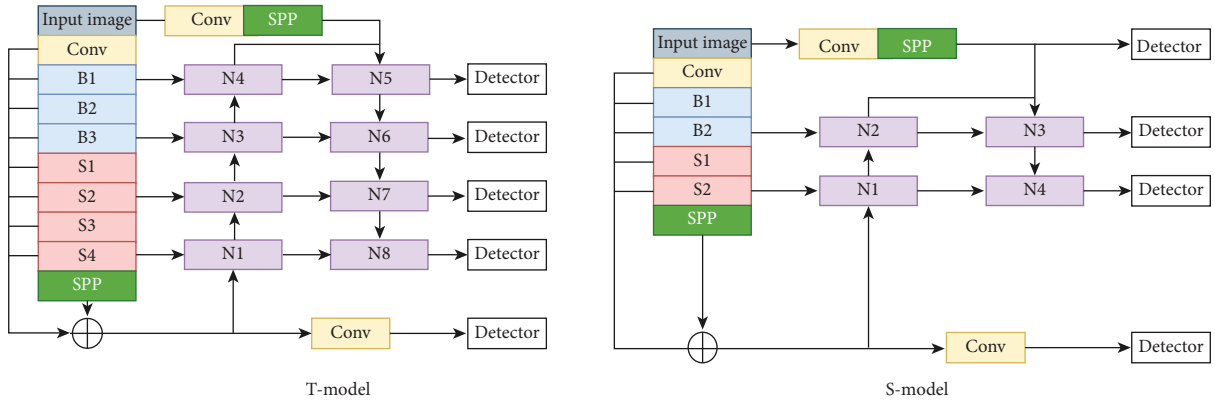 Input image
Conv
SPP
Conv
B1
N4
N5
Detector
B2
B3
N3
N6
Detector
S1
S2
N2
N7
Detector
S3
S4
N1
N8
Detector
SPP
Conv
Detector
T-model
Input image
Conv
SPP
Detector
Conv
B1
B2
N2
N3
Detector
S1
S2
N1
N4
Detector
SPP
Conv
Detector
S-model